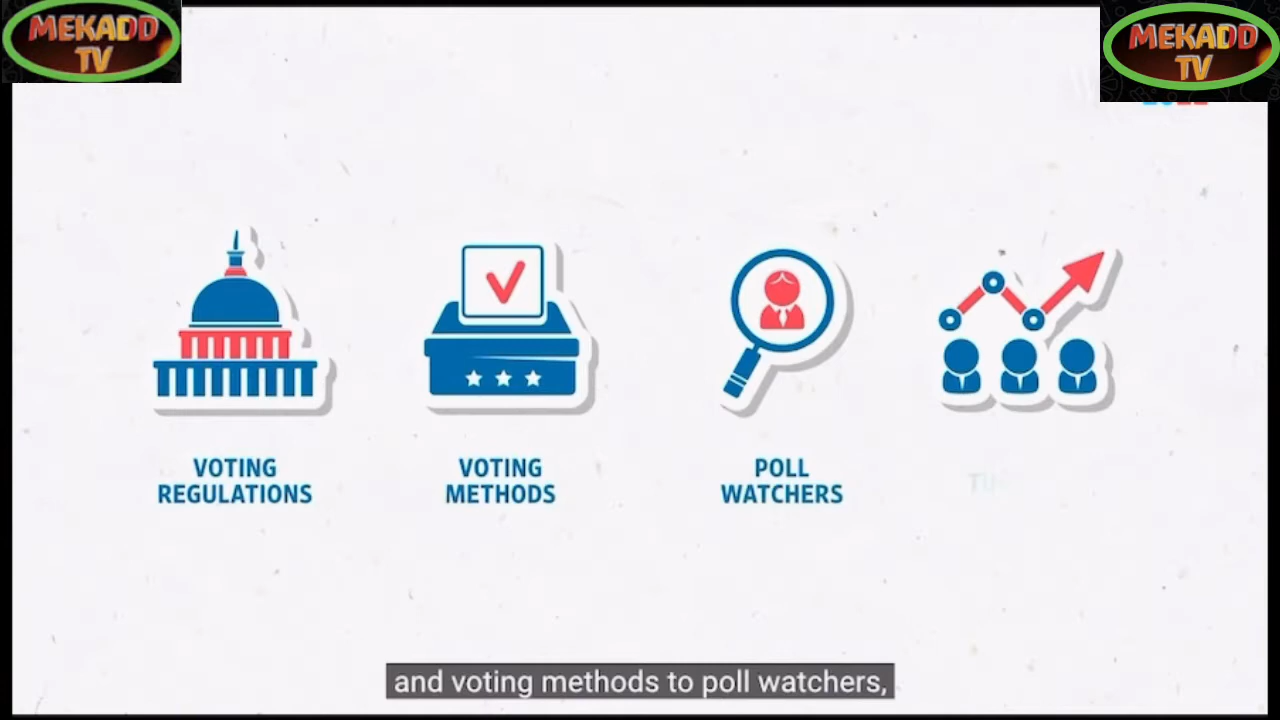 MEKADD
TV
MEKADD
TV
VOTING
REGULATIONS
VOTING
METHODS
POLL
WATCHERS
and voting methods to poll watchers,